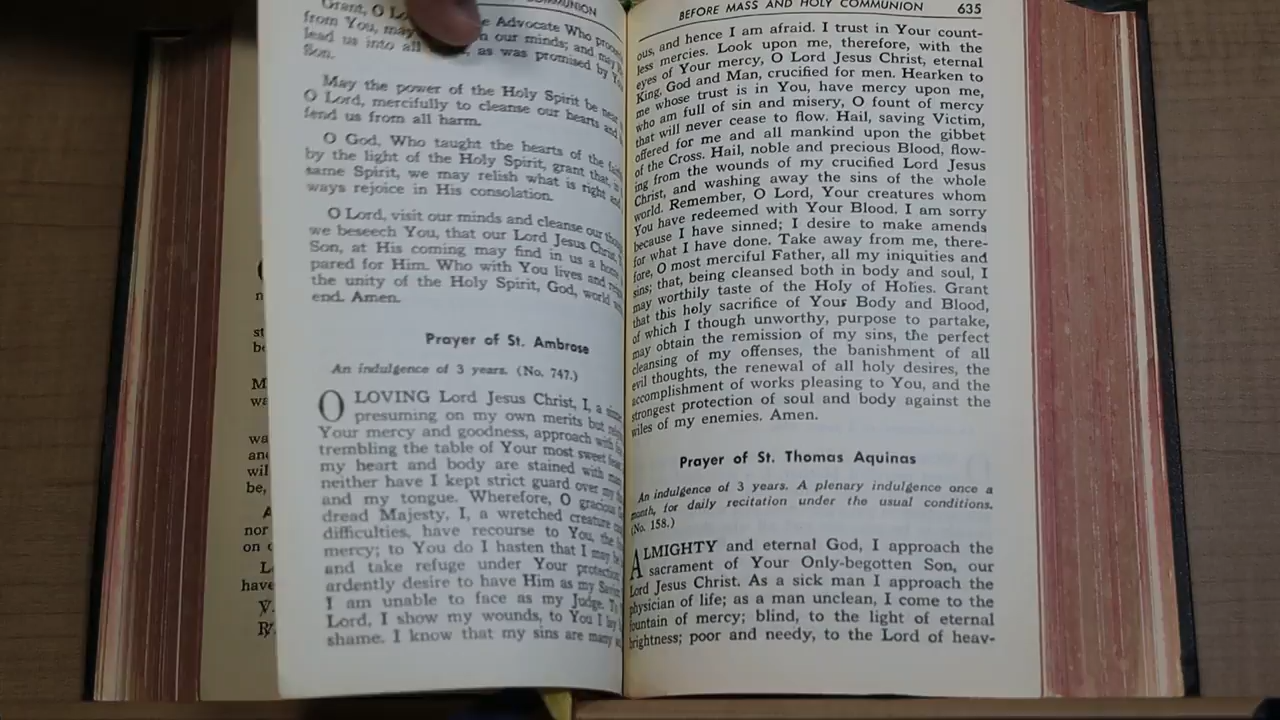 COMMUNION
Grant, O
e Advocate Who
from You, may
n our minds; and may
lead us into all
, as was promised by
Son.
May the power of the Holy Spirit be
O Lord, mercifully to cleanse our hearts and
fend us from all harm.
O God, Who taught the hearts of the
by the light of the Holy Spirit, grant that,
same Spirit, we may relish what is right
ways rejoice in His consolation.
O Lord, visit our minds and cleanse our
we beseech You, that our Lord Jesus
Son, at His coming may find in us a
pared for Him. Who with You lives and
the unity of the Holy Spirit, God, world
end. Amen.
Prayer of St. Ambrose
An indulgence of 3 years. (No. 747.)
O LOVING Lord Jesus Christ, I, a
presuming on my own merits but
Your mercy and goodness, approach with
trembling the table of Your most sweet
my heart and body are stained with
neither have I kept strict guard over my
and my tongue. Wherefore, O gracious
dread Majesty, I, a wretched creature
difficulties, have recourse to You, the
mercy; to You do I hasten that I may
and take refuge under Your protection
ardently desire to have Him as my
I am unable to face as my Judge. To
Lord, I show my wounds, to You I
shame. I know that my sins are many
BEFORE MASS AND HOLY COMMUNION 635
ous, and hence I am afraid. I trust in Your count-
less mercies. Look upon me, therefore, with the
eyes of Your mercy, O Lord Jesus Christ, eternal
King, God and Man, crucified for men. Hearken to
me whose trust is in You, have mercy upon me,
who am full of sin and misery, O fount of mercy
that will never cease to flow. Hail, saving Victim,
offered for me and all mankind upon the gibbet
of the Cross. Hail, noble and precious Blood, flow-
ing from the wounds of my crucified Lord Jesus
Christ, and washing away the sins of the whole
world. Remember, O Lord, Your creatures whom
You have redeemed with Your Blood. I am sorry
because I have sinned; I desire to make amends
for what I have done. Take away from me, there-
fore, O most merciful Father, all my iniquities and
sins; that, being cleansed both in body and soul, I
may worthily taste of the Holy of Holies. Grant
that this holy sacrifice of Your Body and Blood,
of which I though unworthy, purpose to partake,
may obtain the remission of my sins, the perfect
cleansing of my offenses, the banishment of all
evil thoughts, the renewal of all holy desires, the
accomplishment of works pleasing to You, and the
strongest protection of soul and body against the
wiles of my enemies. Amen.
Prayer of St. Thomas Aquinas
An indulgence of 3 years. A plenary indulgence once a
month, for daily recitation under the usual conditions.
(No. 158.)
ALMIGHTY and eternal God, I approach the
sacrament of Your Only-begotten Son, our
Lord Jesus Christ. As a sick man I approach the
physician of life; as a man unclean, I come to the
fountain of mercy; blind, to the light of eternal
brightness; poor and needy, to the Lord of heav-